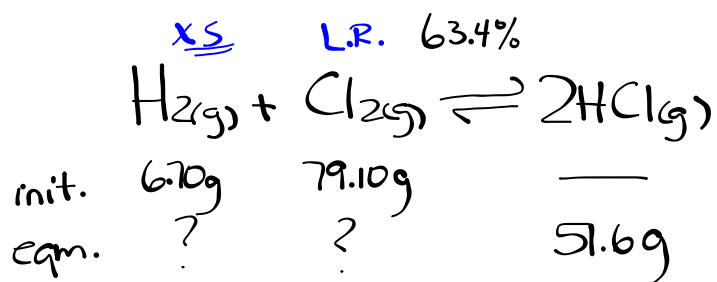 XS L.R. 63.4%
H2(g) + Cl2(g) ⇌ 2HCl(g)
init. 6.70g 79.10g —
eqm. ? ? 51.6g